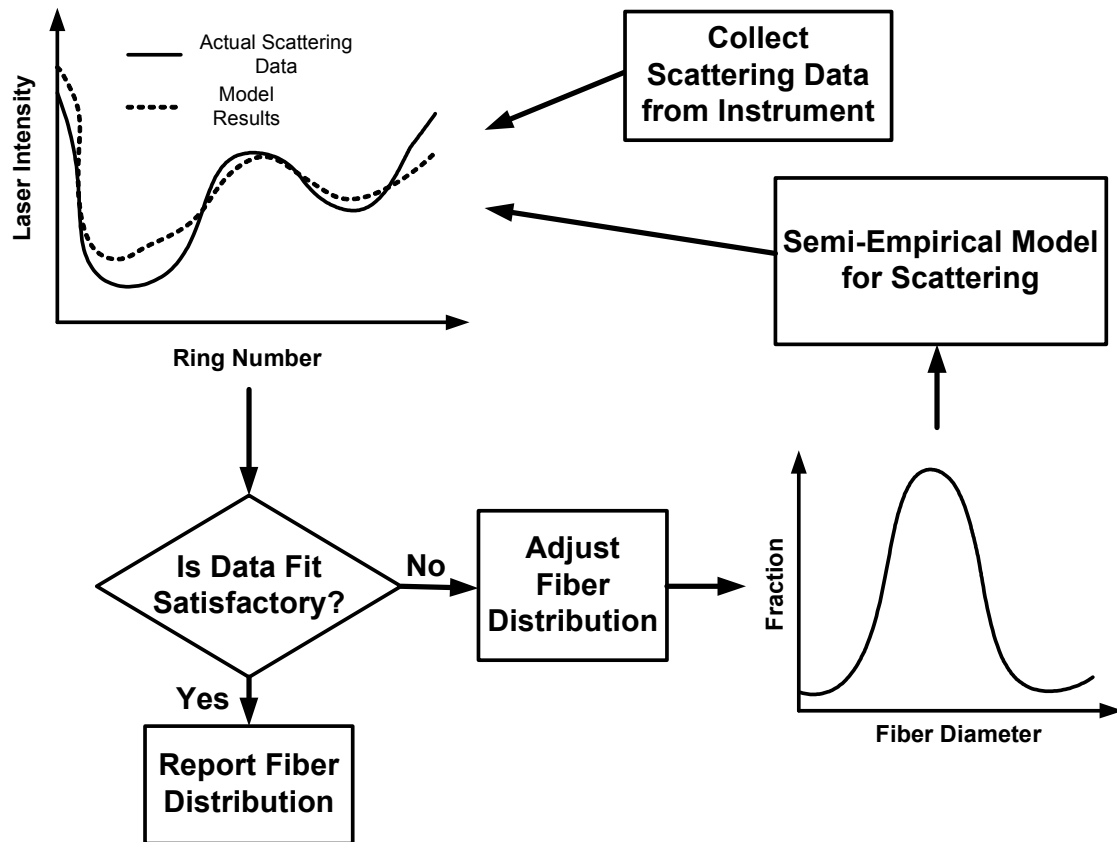 Actual Scattering
Data
Model
Results
Laser Intensity
Ring Number
Collect
Scattering Data
from Instrument
Semi-Empirical Model
for Scattering
Is Data Fit
Satisfactory?
No
Yes
Adjust
Fiber
Distribution
Fraction
Fiber Diameter
Report Fiber
Distribution